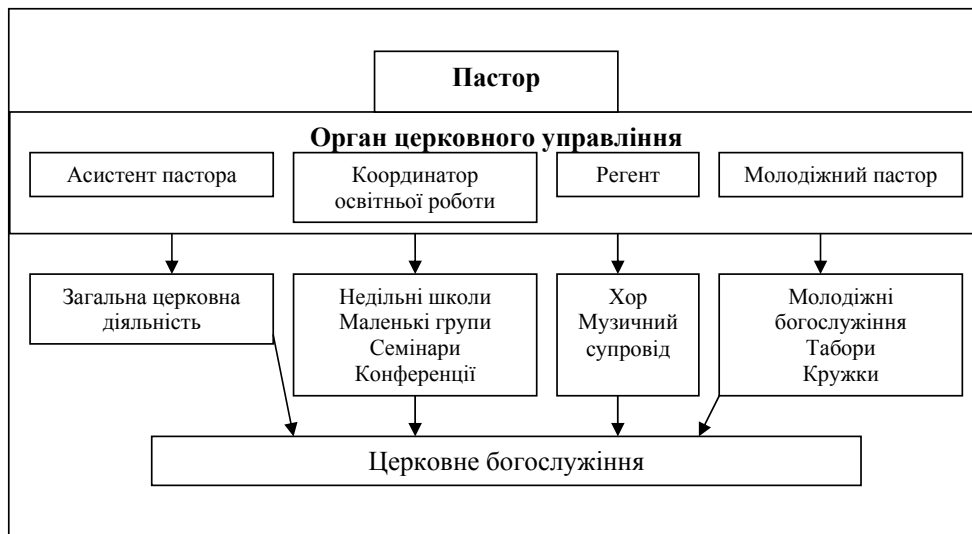 Пастор
Орган церковного управління
Асистент пастора
Координатор
освітньої роботи
Регент
Молодіжний пастор
Загальна церковна
діяльність
Недільні школи
Маленькі групи
Семінари
Конференції
Хор
Музичний
супровід
Молодіжні
богослужіння
Табори
Кружки
Церковне богослужіння